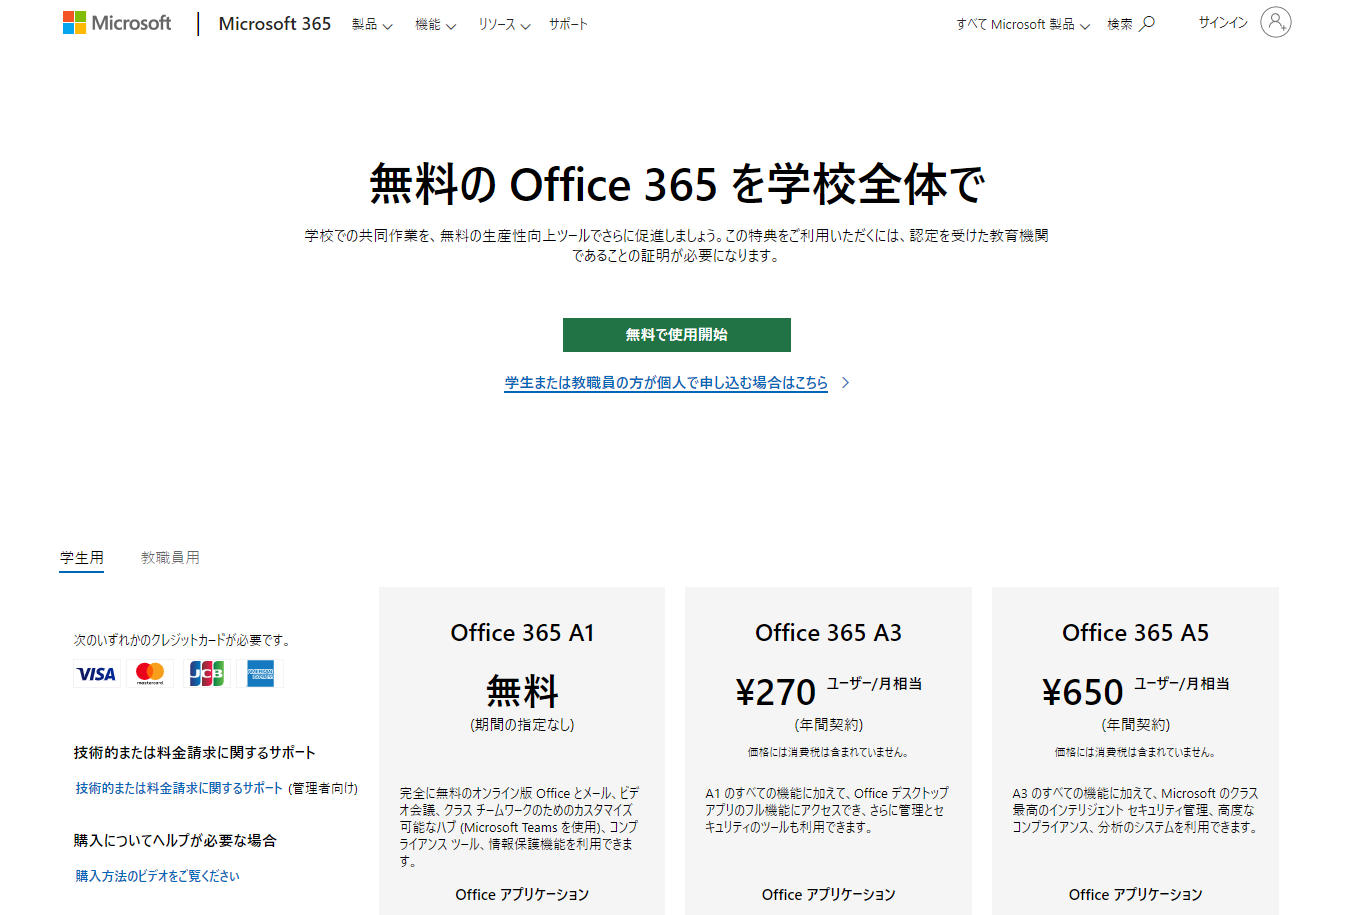 Microsoft
Microsoft 365
製品
機能
リソース
サポート
すべて Microsoft 製品
検索
サインイン
無料の Office 365 を学校全体で
学校での共同作業を、無料の生産性向上ツールでさらに促進しましょう。この特典をご利用いただくには、認定を受けた教育機関
であることの証明が必要になります。
無料で使用開始
学生または教職員の方が個人で申し込む場合はこちら
学生用
教職員用
次のいずれかのクレジットカードが必要です。
VISA
mastercard
JCB
AMERICAN EXPRESS
技術的または料金請求に関するサポート
技術的または料金請求に関するサポート (管理者向け)
購入についてヘルプが必要な場合
購入方法のビデオをご覧ください
Office 365 A1
無料
(期間の指定なし)
完全に無料のオンライン版 Office とメール、ビデ
オ会議、クラス チームワークのためのカスタマイズ
可能なハブ (Microsoft Teams を使用)、コンプ
ライアンス ツール、情報保護機能を利用できま
す。
Office アプリケーション
Office 365 A3
¥270 ユーザー/月相当
(年間契約)
価格には消費税は含まれていません。
A1 のすべての機能に加えて、Office デスクトップ
アプリのフル機能にアクセスでき、さらに管理とセ
キュリティのツールも利用できます。
Office アプリケーション
Office 365 A5
¥650 ユーザー/月相当
(年間契約)
価格には消費税は含まれていません。
A3 のすべての機能に加えて、Microsoft のクラス
最高のインテリジェント セキュリティ管理、高度な
コンプライアンス、分析のシステムを利用できます。
Office アプリケーション